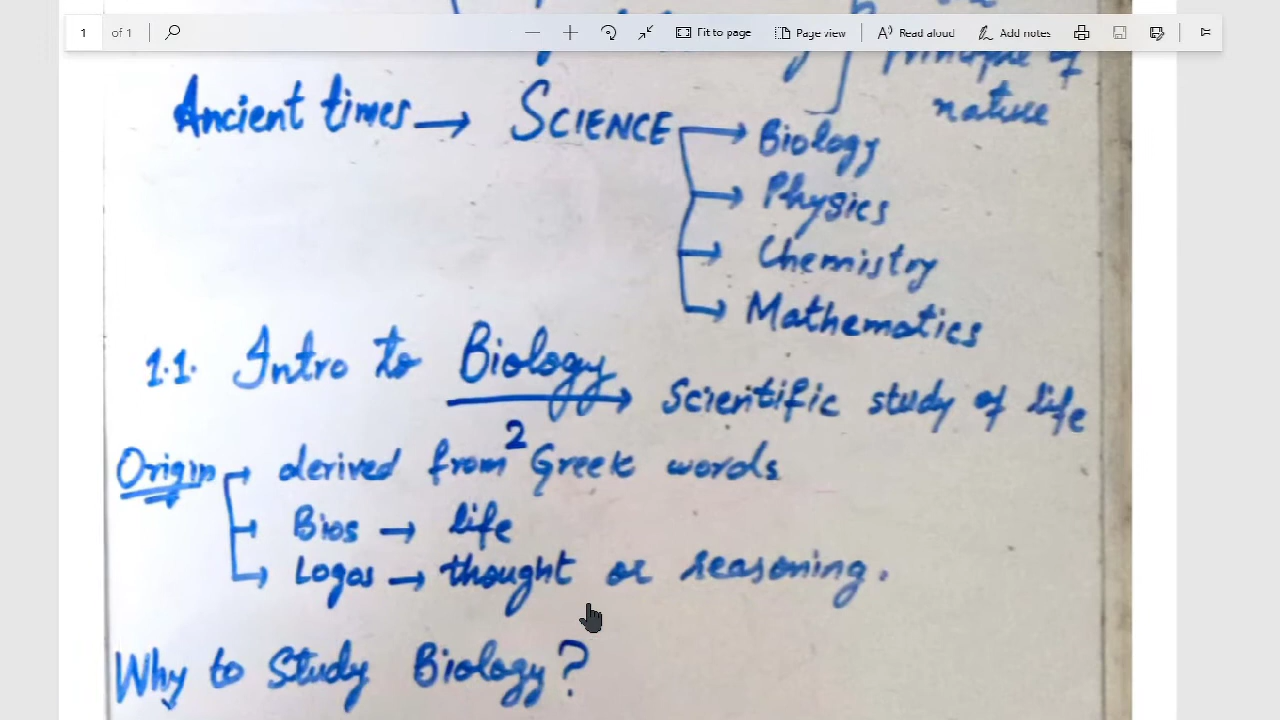 1 of 1 Fit to page Page view Read aloud Add notes
principle of
nature
Ancient times → SCIENCE → Biology
→ Physics
→ Chemistry
→ Mathematics
1.1. Intro to Biology → Scientific study of life
Origin → derived from 2 Greek words
→ Bios → life
→ Logos → thought or reasoning.
Why to Study Biology?